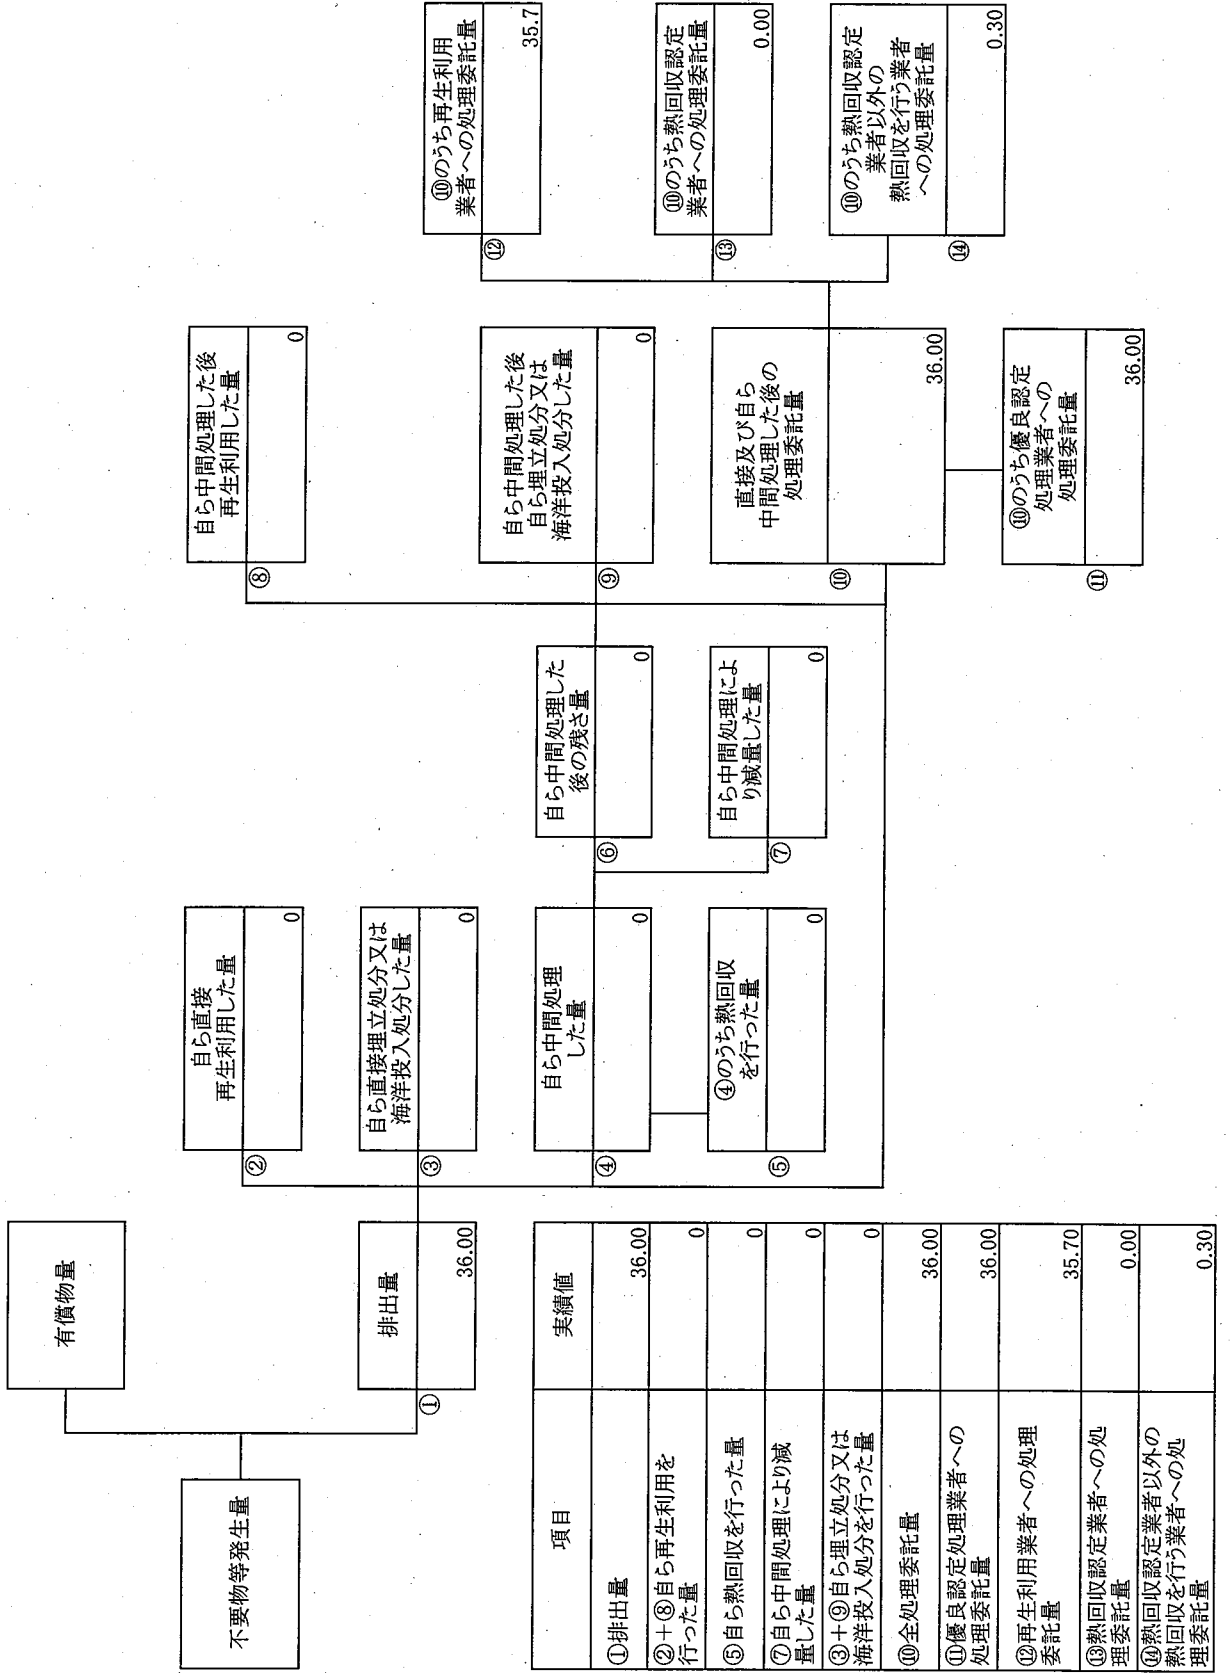 不要物等発生量
有償物量
排出量
①
36.00
自ら直接
再生利用した量
②
0
自ら直接埋立処分又は
海洋投入処分した量
③
0
自ら中間処理
した量
④
0
④のうち熱回収
を行った量
⑤
0
自ら中間処理した
後の残さ量
⑥
0
自ら中間処理によ
り減量した量
⑦
0
自ら中間処理した後
再生利用した量
⑧
0
自ら中間処理した後
自ら埋立処分又は
海洋投入処分した量
⑨
0
直接及び自ら
中間処理した後の
処理委託量
⑩
36.00
⑩のうち優良認定
処理業者への
処理委託量
⑪
36.00
⑩のうち再生利用
業者への処理委託量
⑫
35.7
⑩のうち熱回収認定
業者への処理委託量
⑬
0.00
⑩のうち熱回収認定
業者以外の
熱回収を行う業者
への処理委託量
⑭
0.30
項目 実績値
①排出量 36.00
②+⑧自ら再生利用を
行った量 0
⑤自ら熱回収を行った量 0
⑦自ら中間処理により減
量した量 0
③+⑨自ら埋立処分又は
海洋投入処分を行った量 0
⑩全処理委託量 36.00
⑪優良認定処理業者への
処理委託量 36.00
⑫再生利用業者への処理
委託量 35.70
⑬熱回収認定業者への処
理委託量 0.00
⑭熱回収認定業者以外の
熱回収を行う業者への処
理委託量 0.30